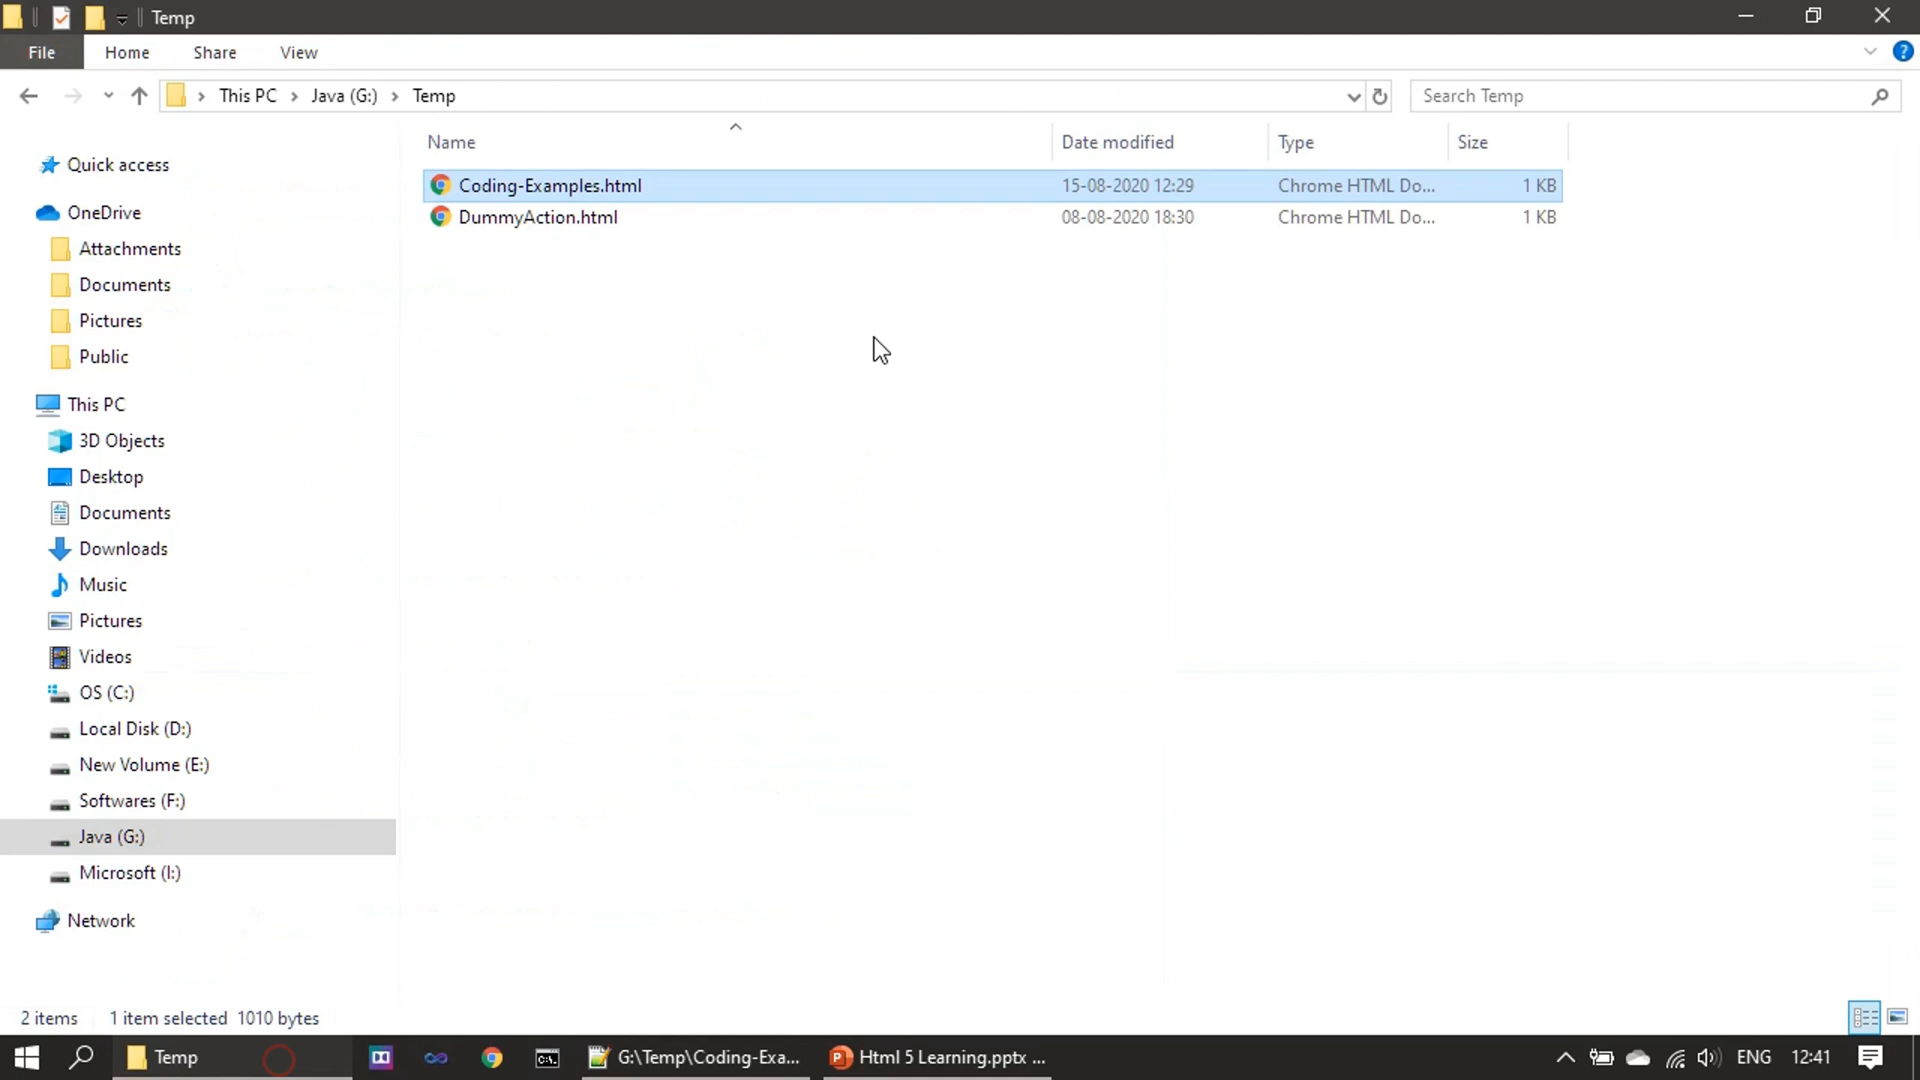 Temp
File Home Share View
This PC Java (G:) Temp Search Temp
Name Date modified Type Size
Coding-Examples.html 15-08-2020 12:29 Chrome HTML Do... 1 KB
DummyAction.html 08-08-2020 18:30 Chrome HTML Do... 1 KB
Quick access
OneDrive
Attachments
Documents
Pictures
Public
This PC
3D Objects
Desktop
Documents
Downloads
Music
Pictures
Videos
OS (C:)
Local Disk (D:)
New Volume (E:)
Softwares (F:)
Java (G:)
Microsoft (I:)
Network
2 items 1 item selected 1010 bytes
Temp G:\Temp\Coding-Exa... Html 5 Learning.pptx ... ENG 12:41